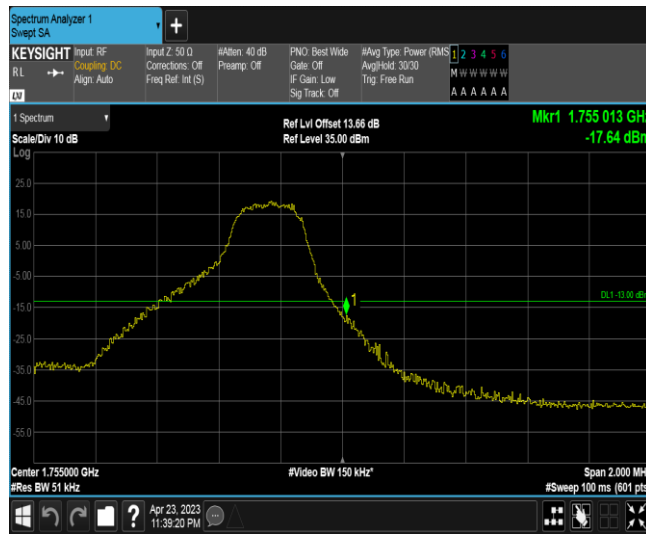 Spectrum Analyzer 1
Swept SA
+
KEYSIGHT
RL
LXI
Input: RF
Coupling: DC
Align: Auto
Input Z: 50 Ω
Corrections: Off
Freq Ref: Int (S)
#Atten: 40 dB
Preamp: Off
PNO: Best Wide
Gate: Off
IF Gain: Low
Sig Track: Off
#Avg Type: Power (RMS
Avg|Hold: 30/30
Trig: Free Run
1 2 3 4 5 6
M W W W W W
A A A A A A
1 Spectrum
Scale/Div 10 dB
Ref Lvl Offset 13.66 dB
Ref Level 35.00 dBm
Mkr1 1.755 013 GH
-17.64 dBm
Log
25.0
15.0
5.00
-5.00
-15.0
-25.0
-35.0
-45.0
-55.0
1
DL1 -13.00 dBm
Center 1.755000 GHz
#Res BW 51 kHz
#Video BW 150 kHz*
Span 2.000 MH
#Sweep 100 ms (601 pts
?
Apr 23, 2023
11:39:20 PM